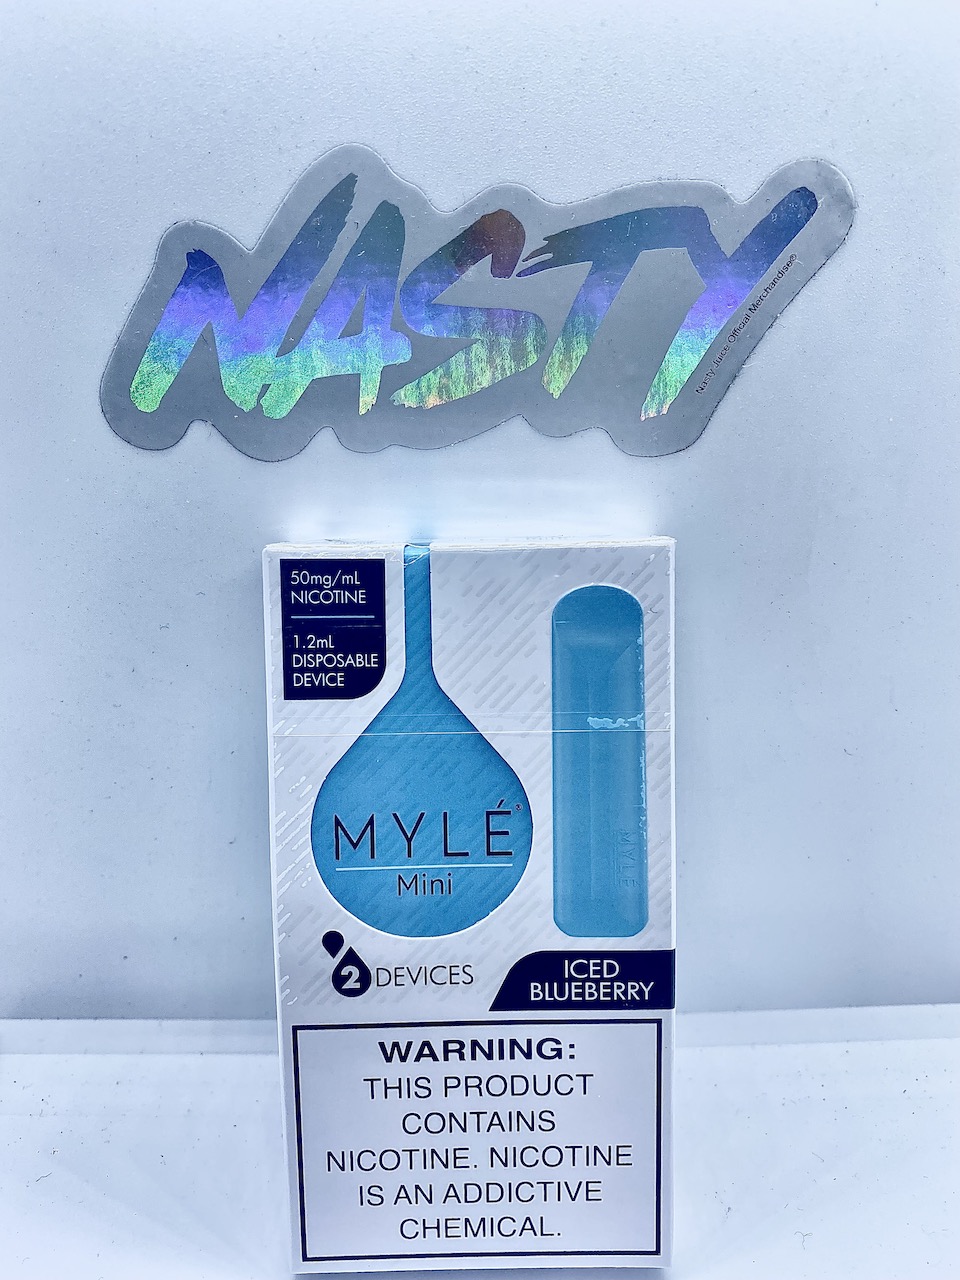 NASTY
Nasty Juice Official Merchandise®
50mg/mL
NICOTINE
1.2mL
DISPOSABLE
DEVICE
MYLÉ®
Mini
MYLÉ
2 DEVICES
ICED
BLUEBERRY
WARNING:
THIS PRODUCT
CONTAINS
NICOTINE. NICOTINE
IS AN ADDICTIVE
CHEMICAL.